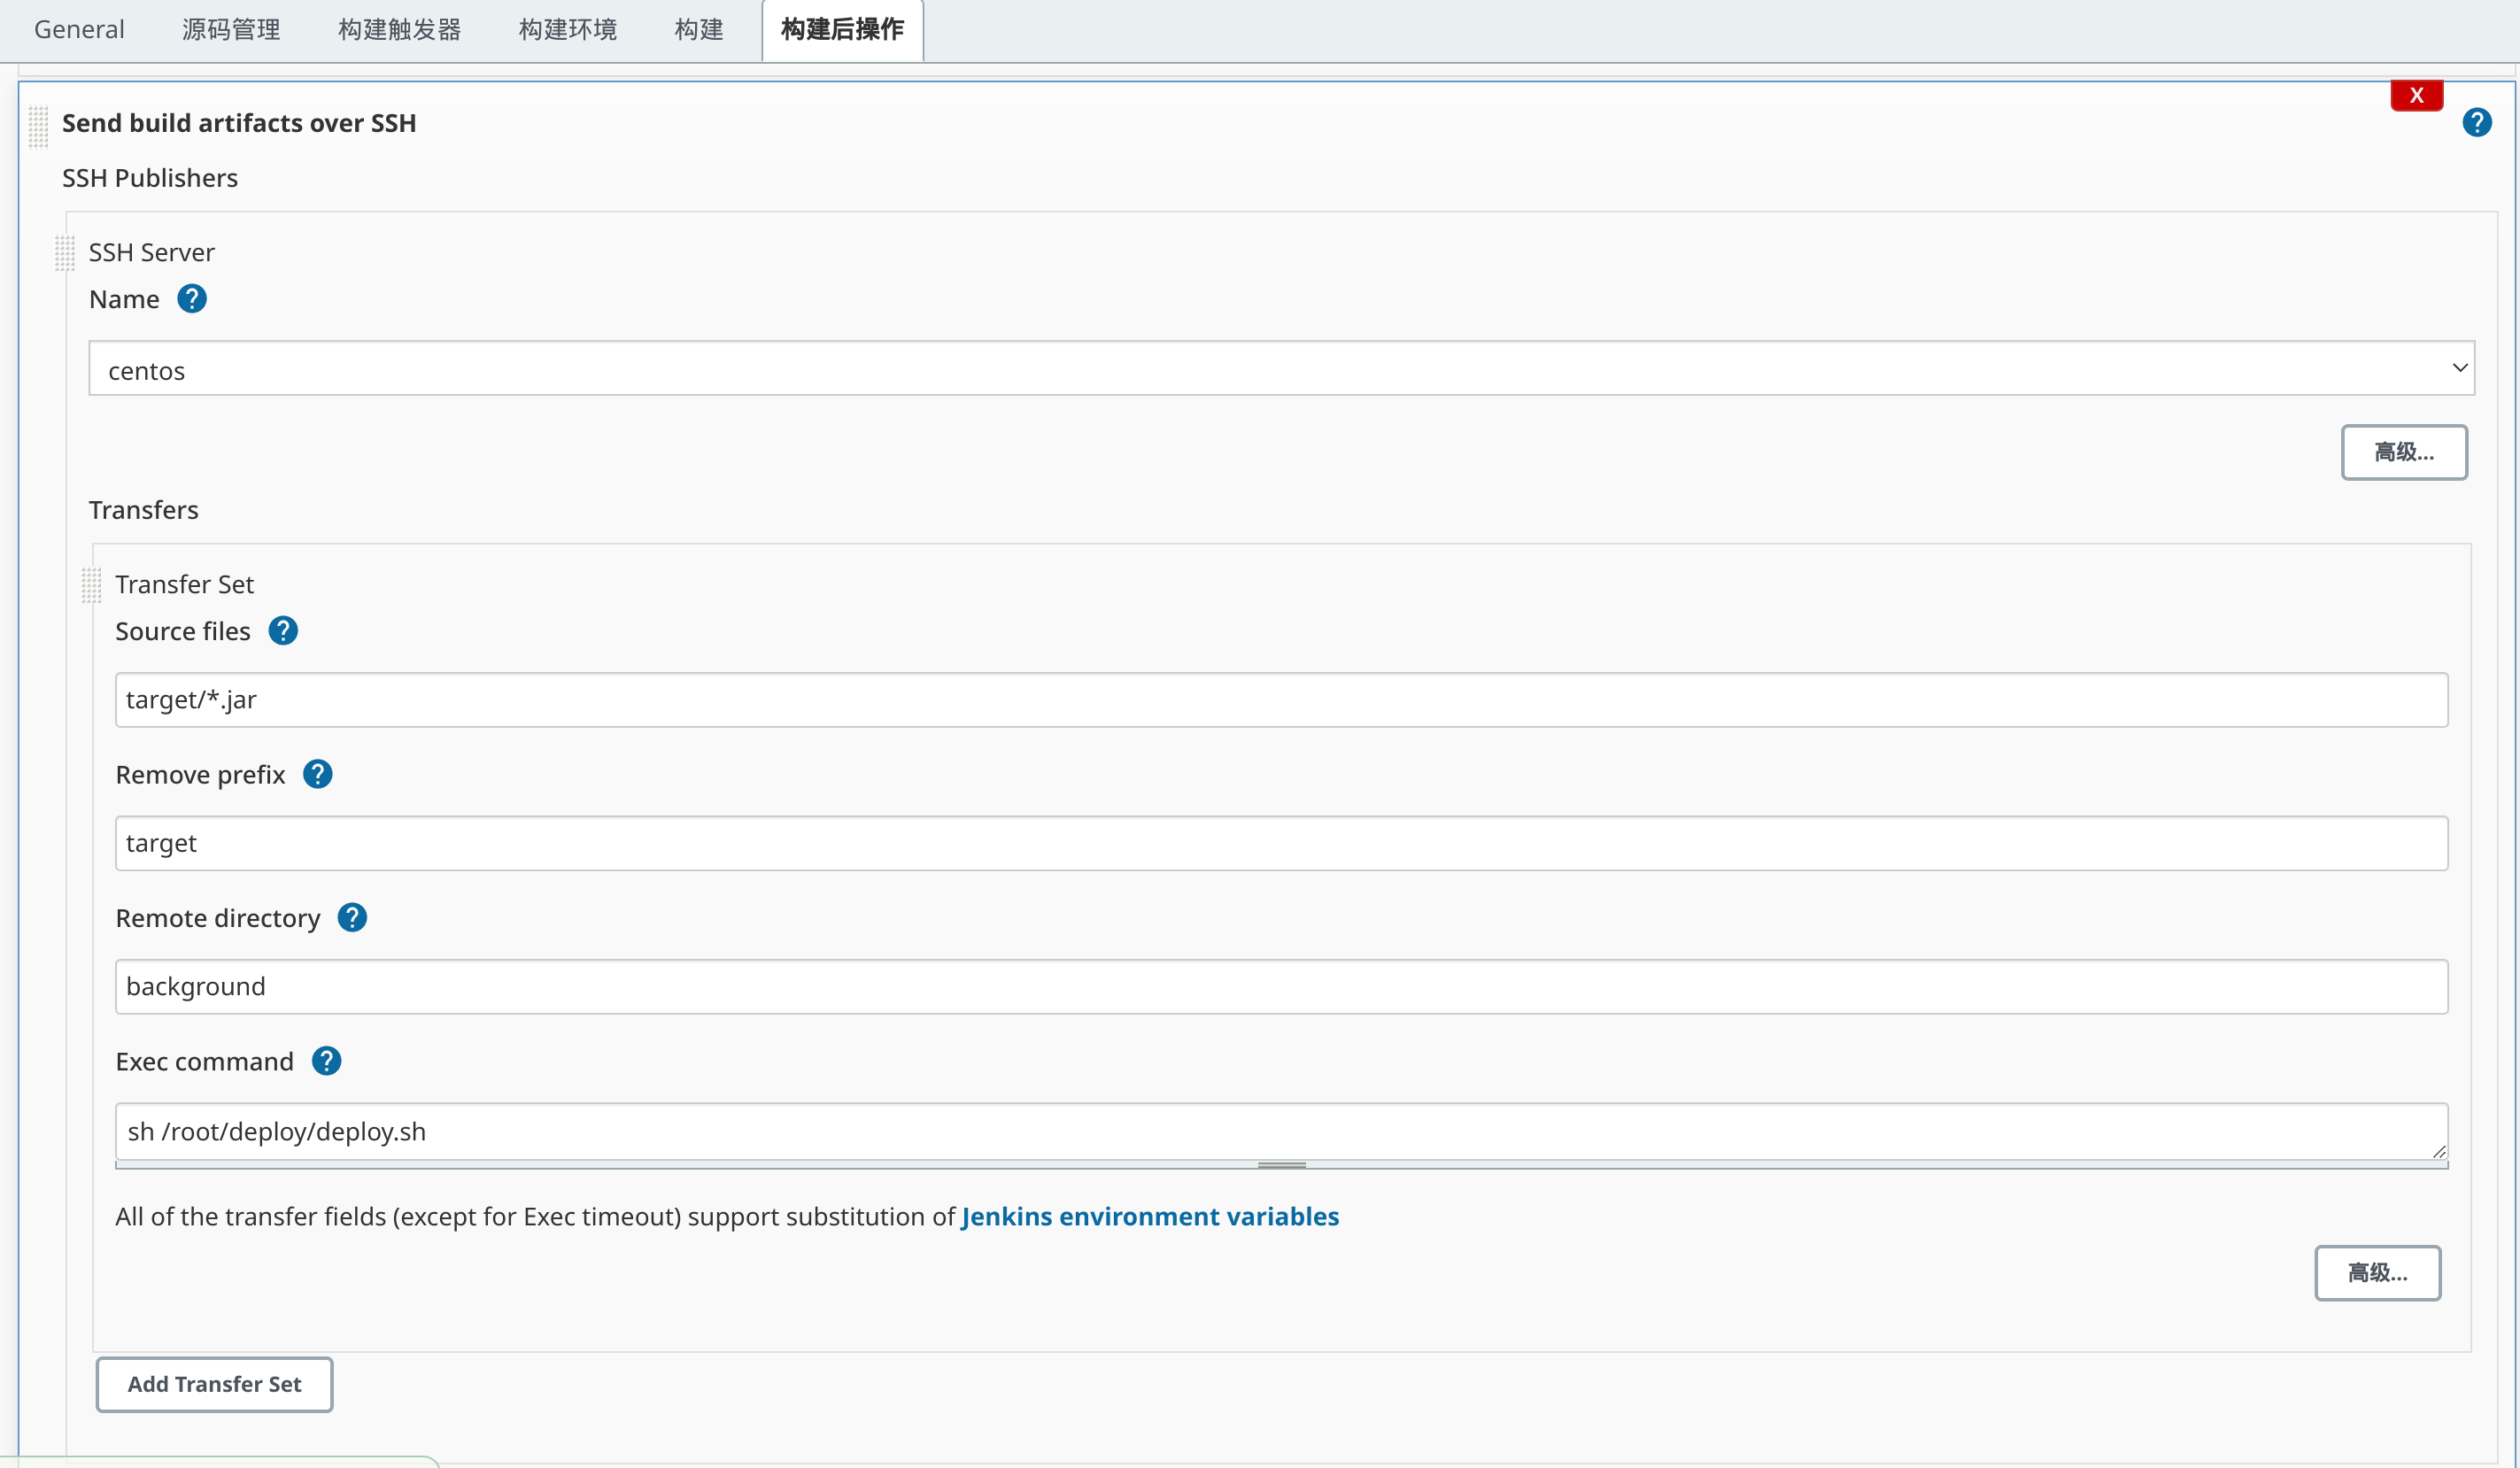 General 源码管理 构建触发器 构建环境 构建 构建后操作
X
Send build artifacts over SSH
?
SSH Publishers
SSH Server
Name ?
centos
高级...
Transfers
Transfer Set
Source files ?
target/*.jar
Remove prefix ?
target
Remote directory ?
background
Exec command ?
sh /root/deploy/deploy.sh
All of the transfer fields (except for Exec timeout) support substitution of Jenkins environment variables
高级...
Add Transfer Set